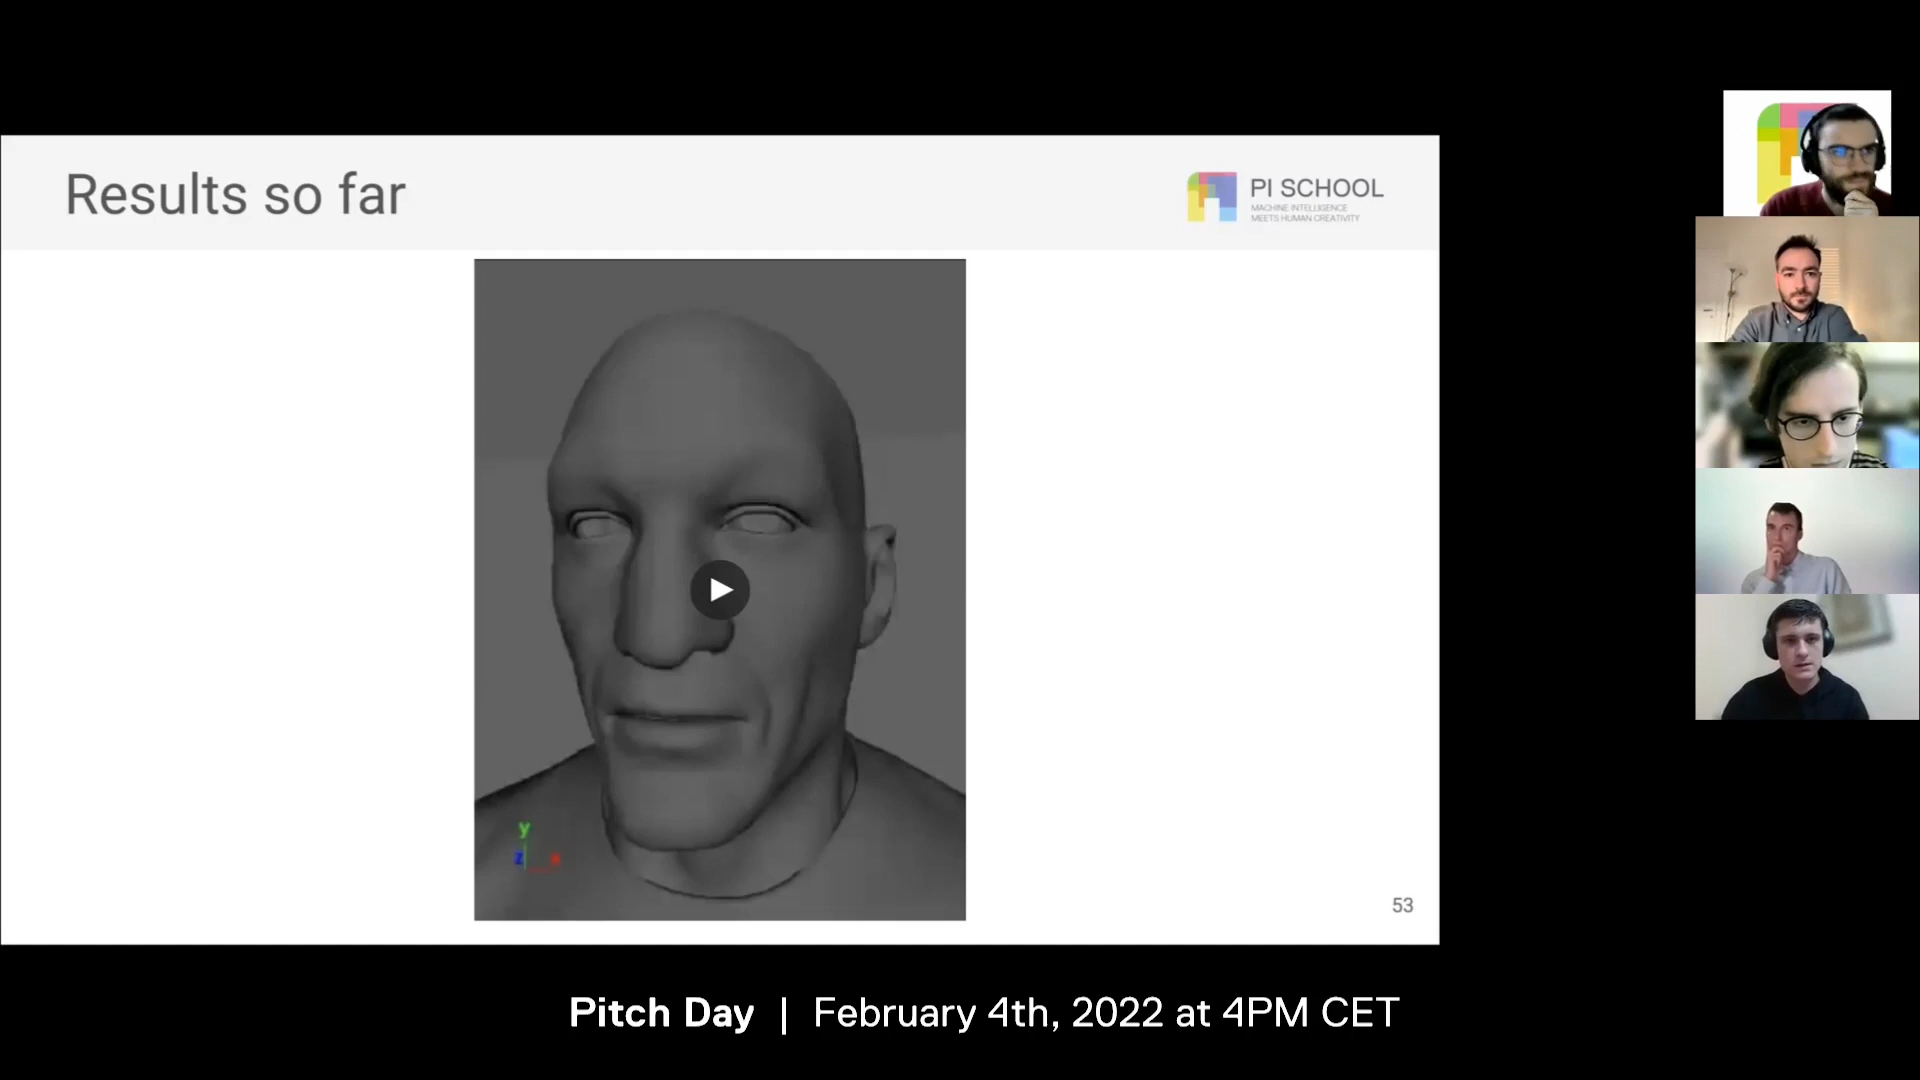 Results so far
PI SCHOOL
MACHINE INTELLIGENCE
MEETS HUMAN CREATIVITY
y
z x
53
Pitch Day | February 4th, 2022 at 4PM CET